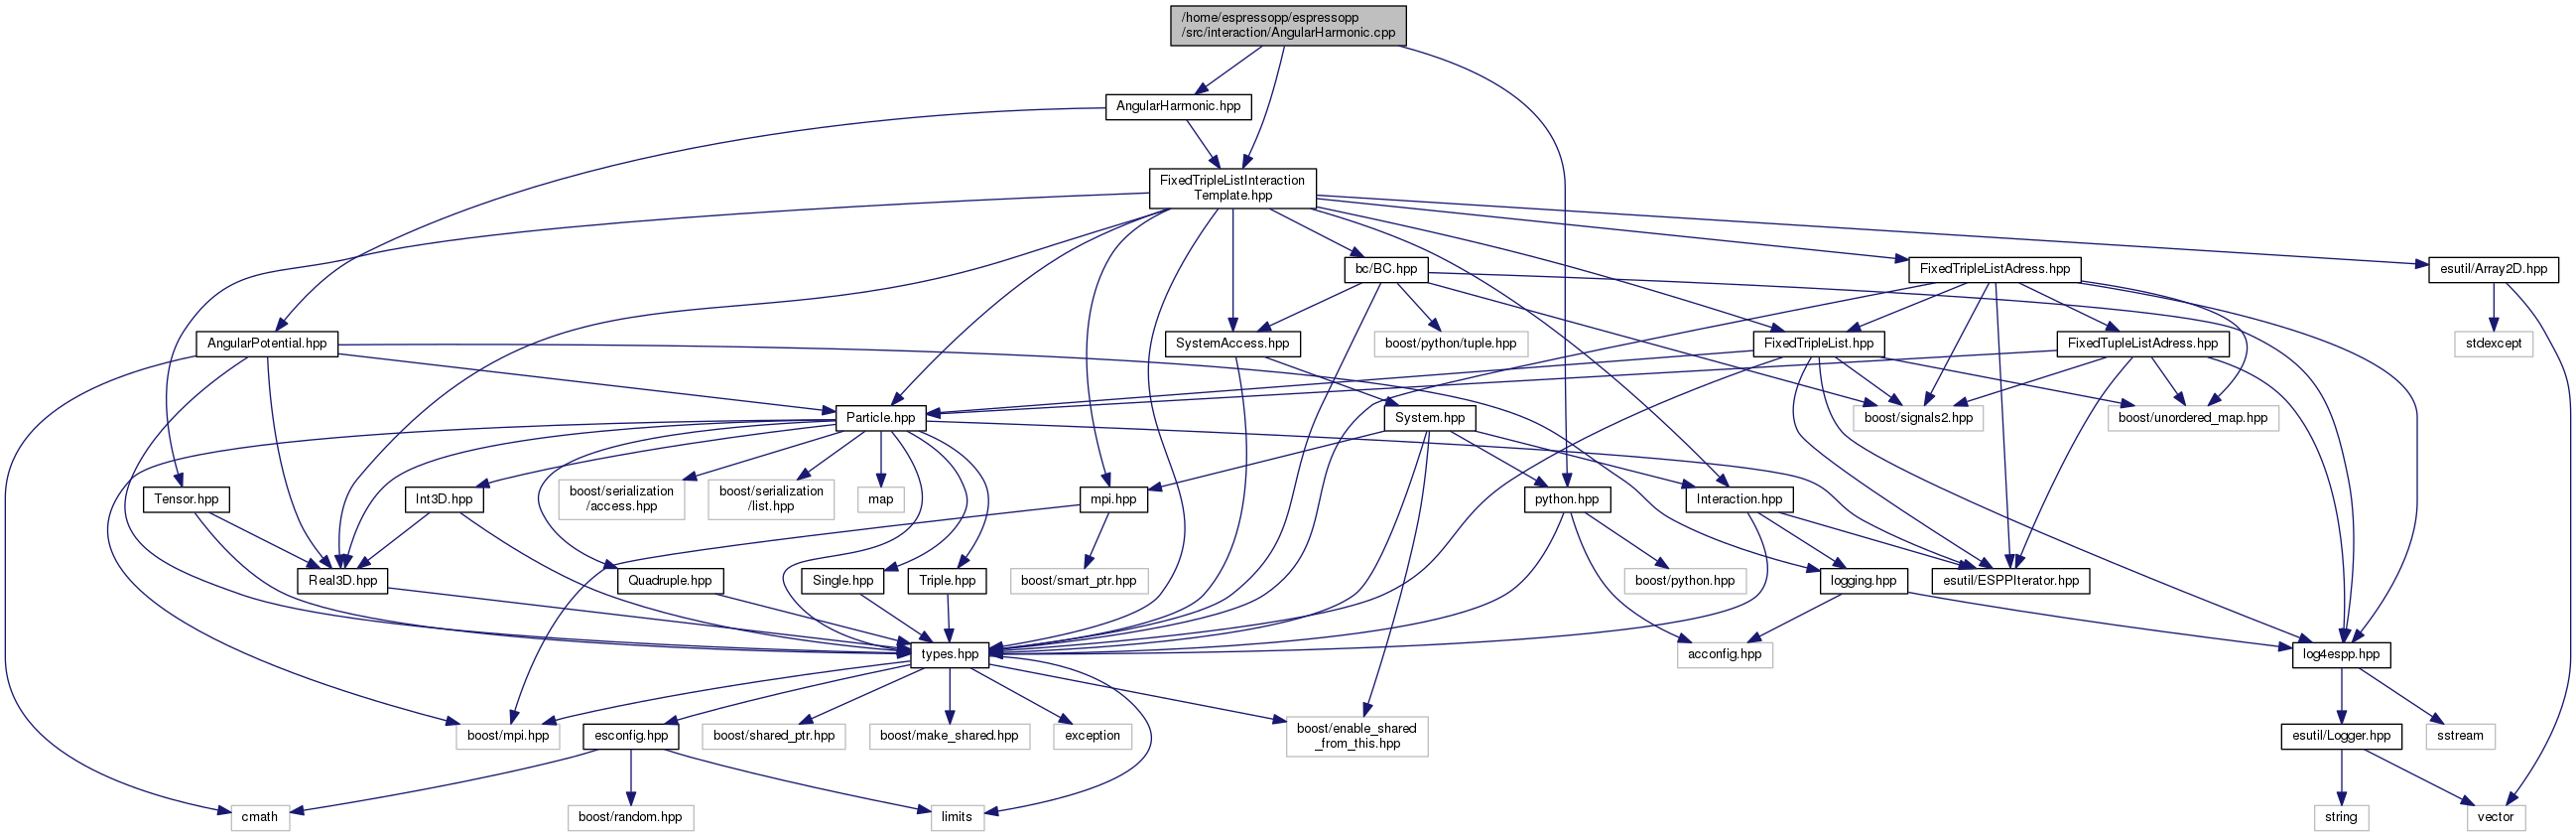 /home/espressopp/espressopp
/src/interaction/AngularHarmonic.cpp
AngularHarmonic.hpp
FixedTripleListInteraction
Template.hpp
bc/BC.hpp
FixedTripleListAdress.hpp
esutil/Array2D.hpp
AngularPotential.hpp
SystemAccess.hpp
boost/python/tuple.hpp
FixedTripleList.hpp
FixedTupleListAdress.hpp
stdexcept
Particle.hpp
System.hpp
boost/signals2.hpp
boost/unordered_map.hpp
Tensor.hpp
Int3D.hpp
boost/serialization
/access.hpp
boost/serialization
/list.hpp
map
mpi.hpp
python.hpp
Interaction.hpp
Real3D.hpp
Quadruple.hpp
Single.hpp
Triple.hpp
boost/smart_ptr.hpp
boost/python.hpp
logging.hpp
esutil/ESPPIterator.hpp
types.hpp
acconfig.hpp
log4espp.hpp
boost/mpi.hpp
esconfig.hpp
boost/shared_ptr.hpp
boost/make_shared.hpp
exception
boost/enable_shared
_from_this.hpp
esutil/Logger.hpp
sstream
cmath
boost/random.hpp
limits
string
vector